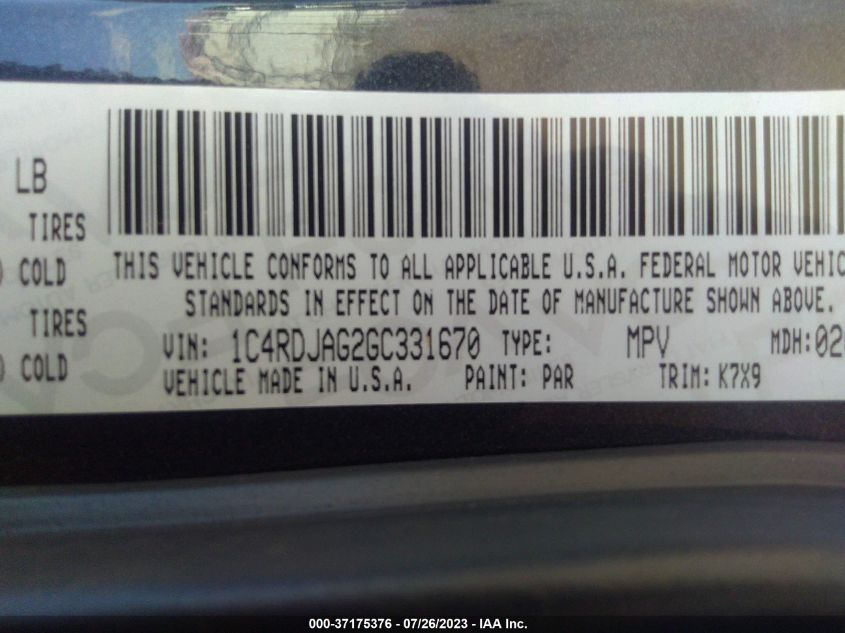 LB
TIRES
COLD
TIRES
COLD
THIS VEHICLE CONFORMS TO ALL APPLICABLE U.S.A. FEDERAL MOTOR VEHIC
STANDARDS IN EFFECT ON THE DATE OF MANUFACTURE SHOWN ABOVE.
VIN: 1C4RDJAG2GC331670 TYPE: MPV MDH:02
VEHICLE MADE IN U.S.A. PAINT: PAR TRIM: K7X9
000-37175376 - 07/26/2023 - IAA Inc.